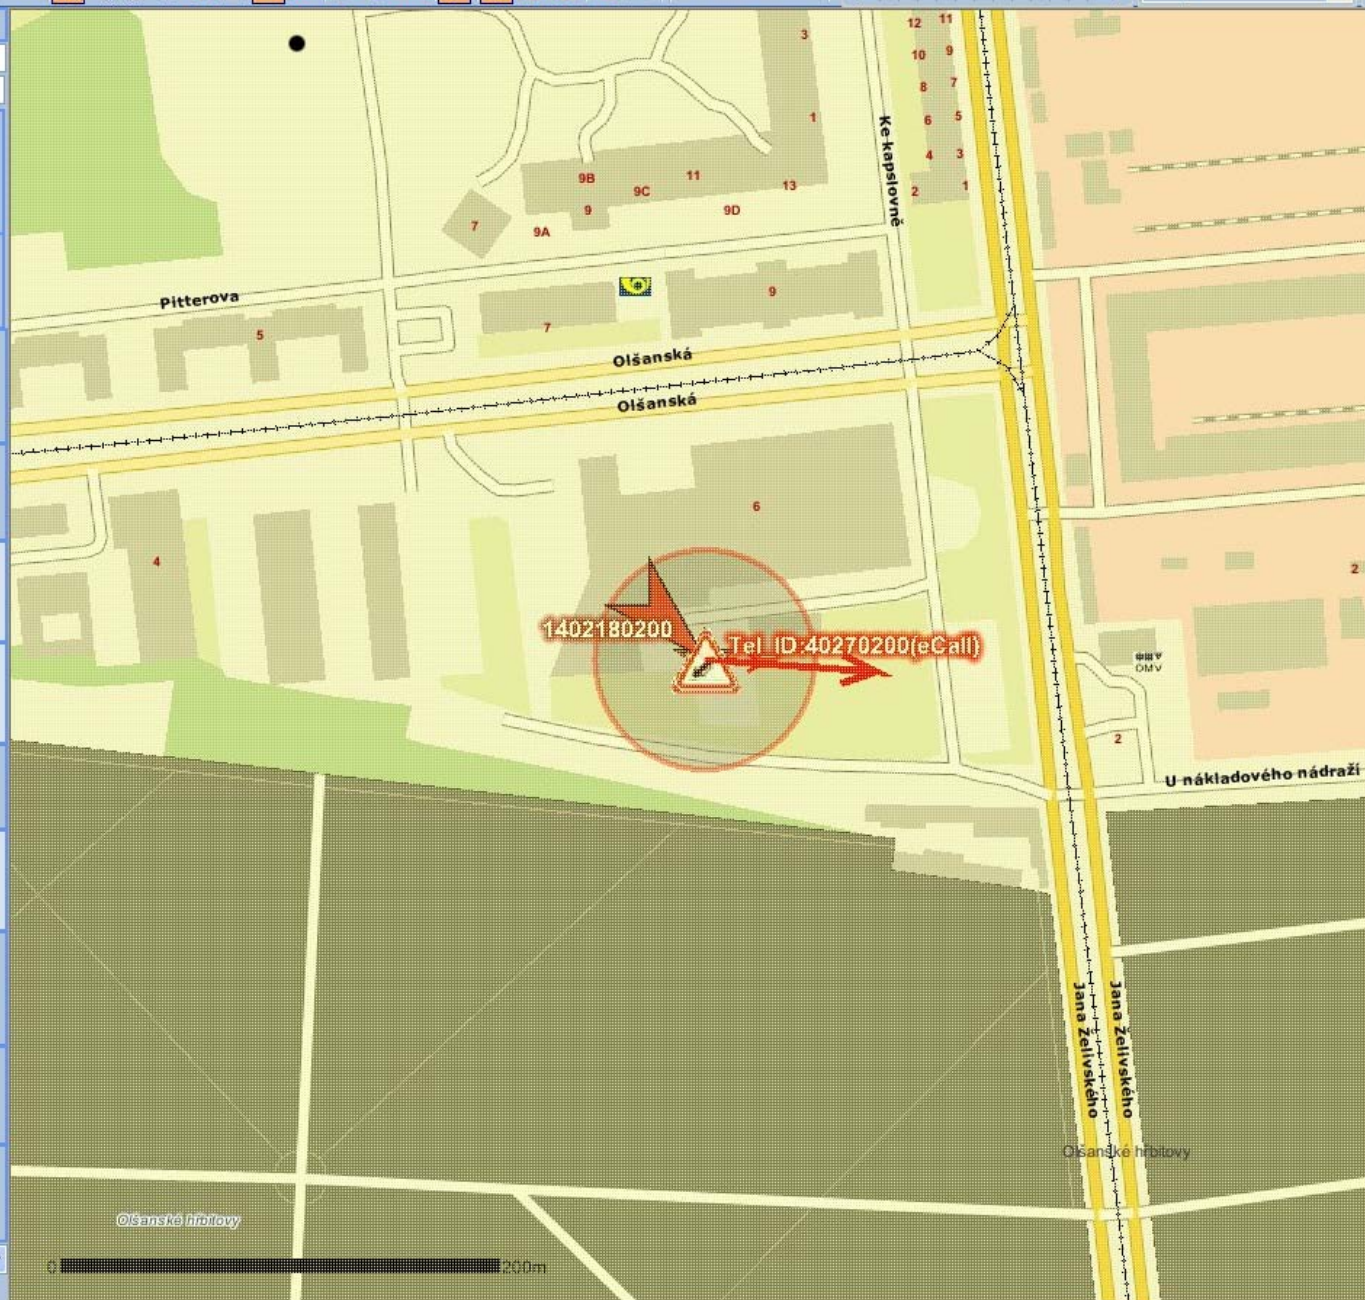 3
12
11
10
9
8
7
1
6
5
4
3
2
1
Ke kapslovně
9B
9C
11
13
9
9D
7
9A
Pitterova
5
7
9
Olšanská
Olšanská
6
4
2
1402180200
Tel_ID:40270200(eCall)
OMV
2
U nákladového nádraží
Jana Želivského
Jana Želivského
Olšanské hřbitovy
Olšanské hřbitovy
0
200m